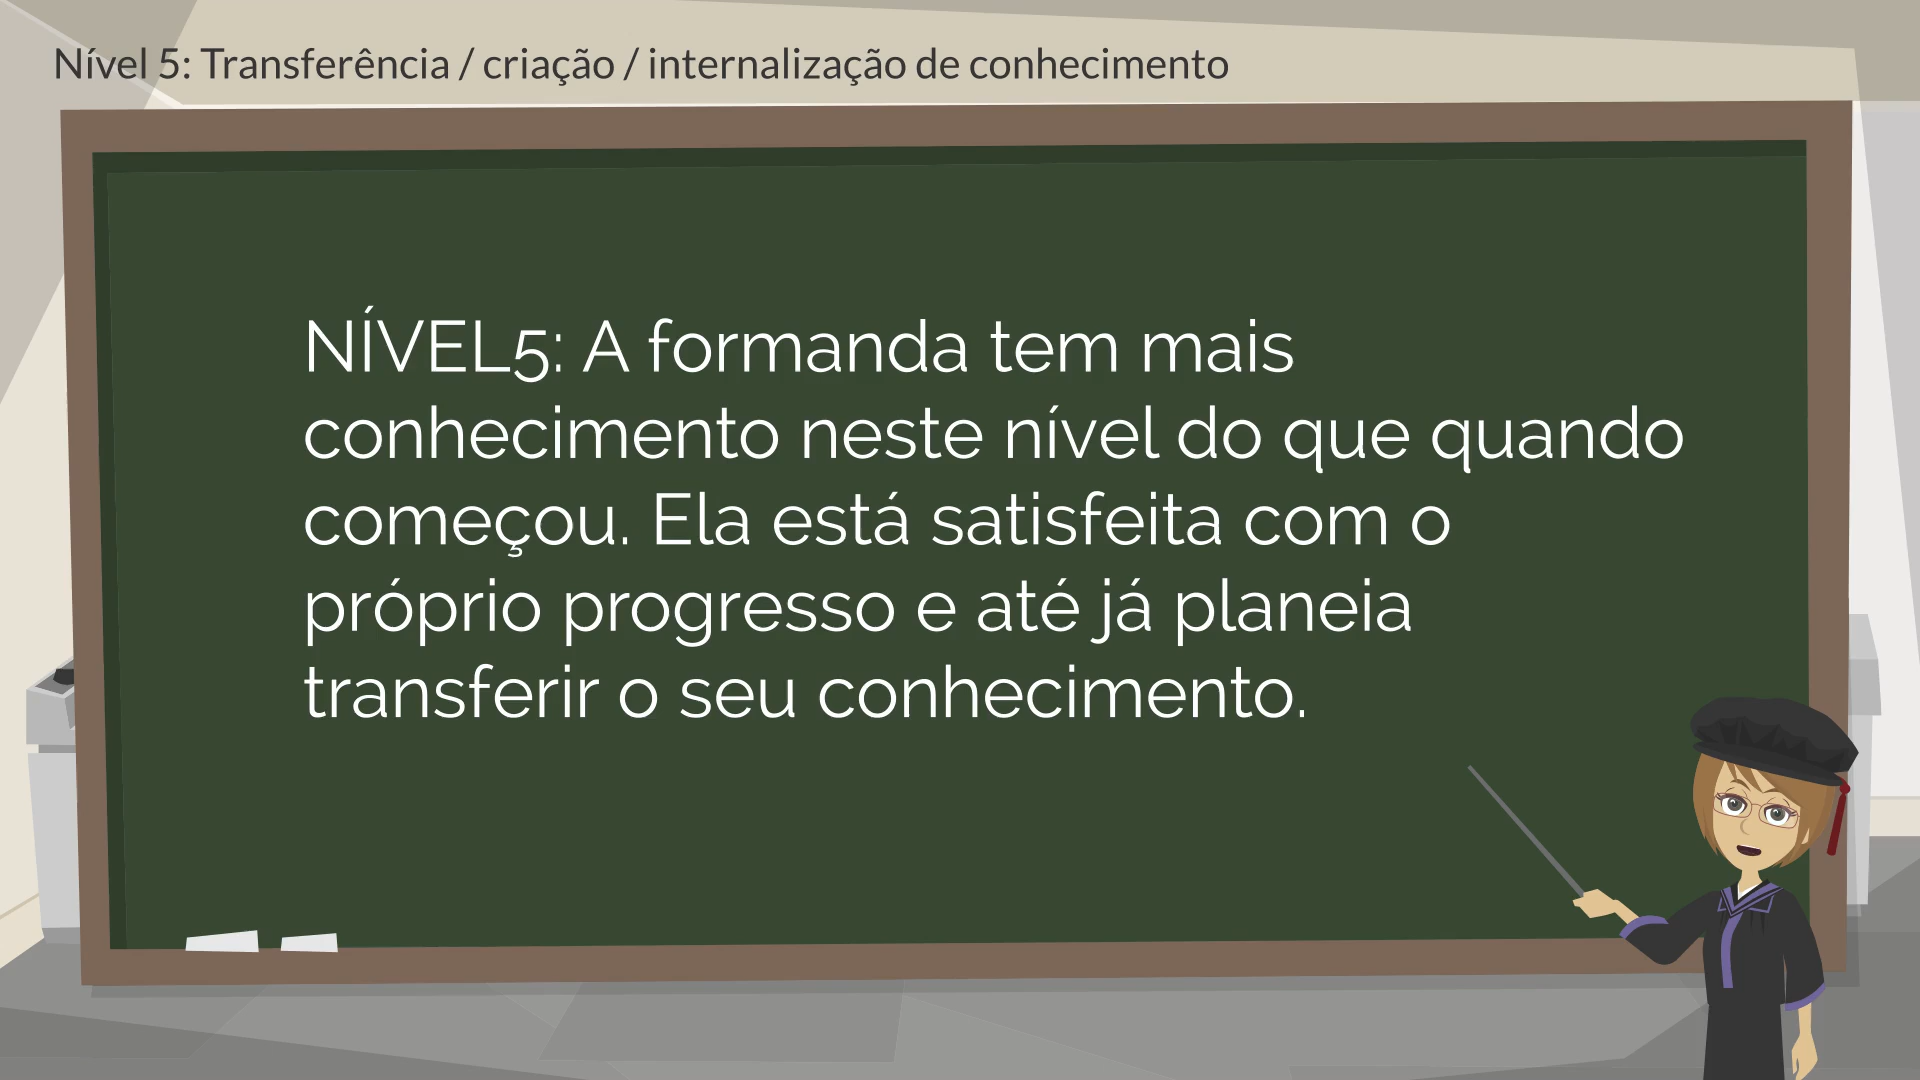 Nível 5: Transferência / criação / internalização de conhecimento
NÍVEL5: A formanda tem mais
conhecimento neste nível do que quando
começou. Ela está satisfeita com o
próprio progresso e até já planeia
transferir o seu conhecimento.